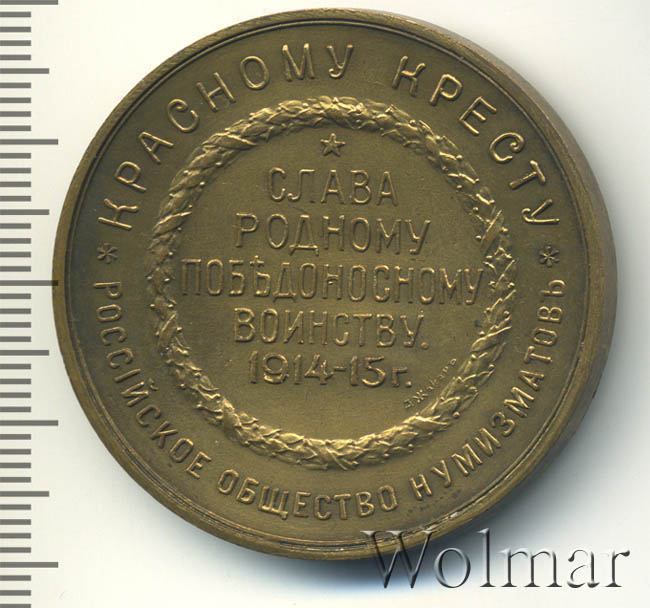 КРАСНОМУ КРЕСТУ
СЛАВА
РОДНОМУ
ПОБѢДОНОСНОМУ
ВОИНСТВУ.
1914-15 г.
* РОССІЙСКОЕ ОБЩЕСТВО НУМИЗМАТОВЪ *
Wolmar